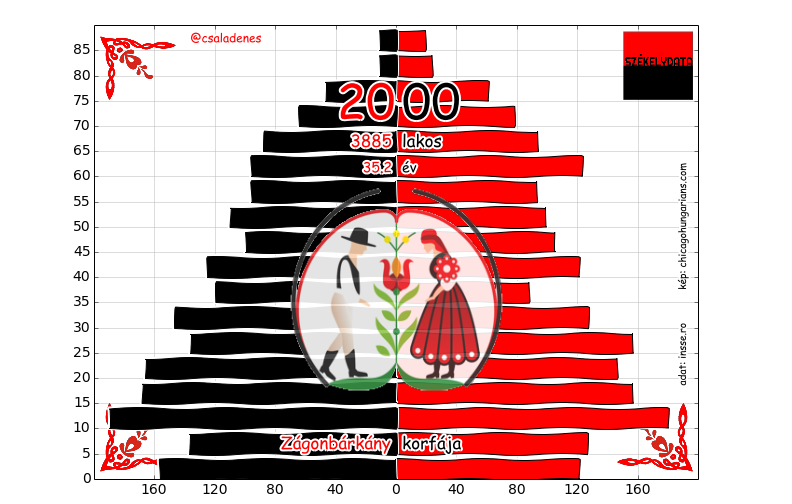 @csaladenes
SZÉKELYDATA
2000
3885 lakos
35,2 év
kép: chicagohungarians.com
adat: insse.ro
Zágonbárkány korfája
85
80
75
70
65
60
55
50
45
40
35
30
25
20
15
10
5
0
160 120 80 40 0 40 80 120 160